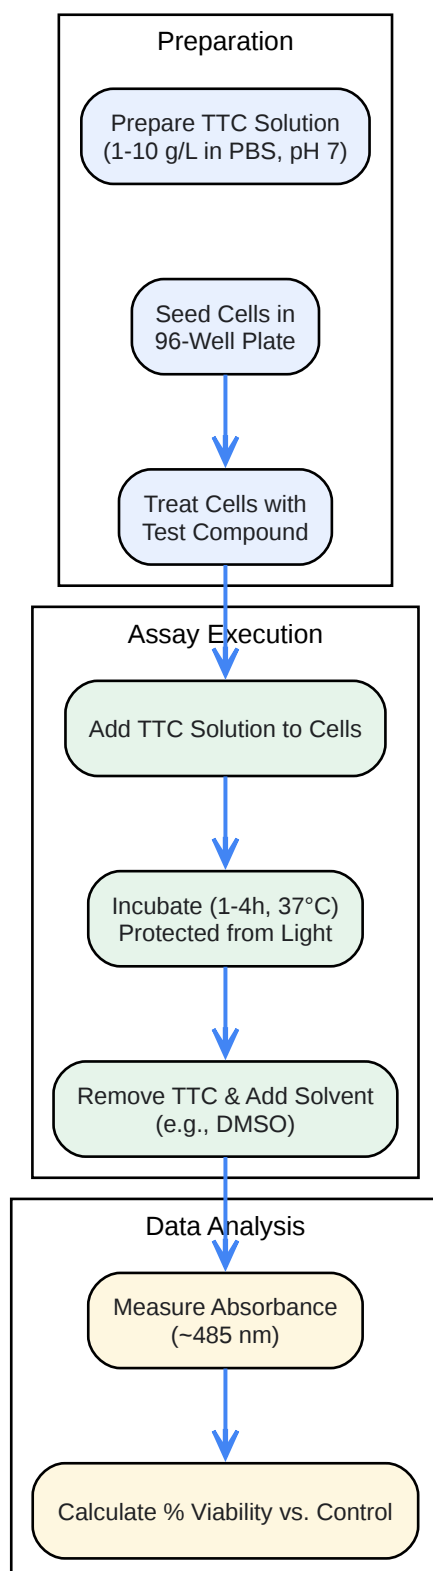 Preparation
Prepare TTC Solution
(1-10 g/L in PBS, pH 7)
Seed Cells in
96-Well Plate
Treat Cells with
Test Compound
Assay Execution
Add TTC Solution to Cells
Incubate (1-4h, 37°C)
Protected from Light
Remove TTC & Add Solvent
(e.g., DMSO)
Data Analysis
Measure Absorbance
(~485 nm)
Calculate % Viability vs. Control